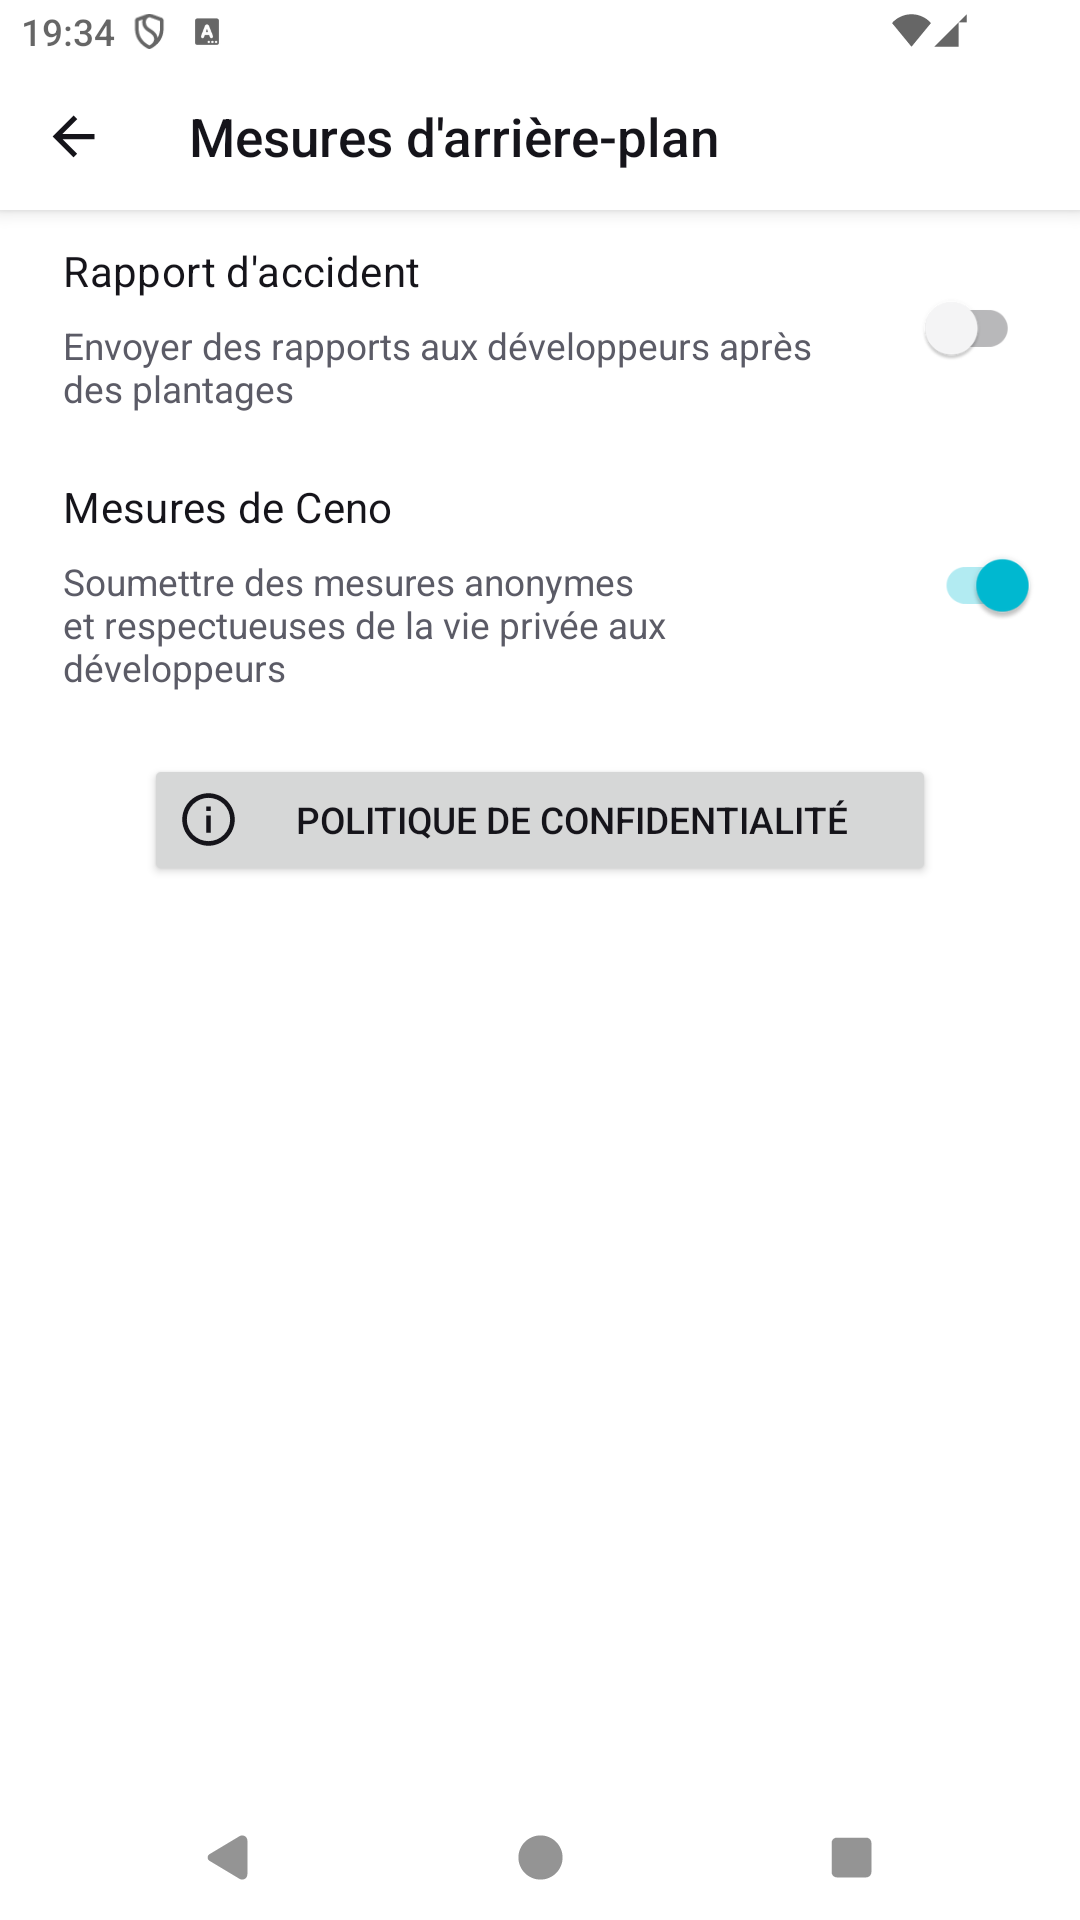 19:34
Mesures d'arrière-plan
Rapport d'accident
Envoyer des rapports aux développeurs après
des plantages
Mesures de Ceno
Soumettre des mesures anonymes
et respectueuses de la vie privée aux
développeurs
POLITIQUE DE CONFIDENTIALITÉ